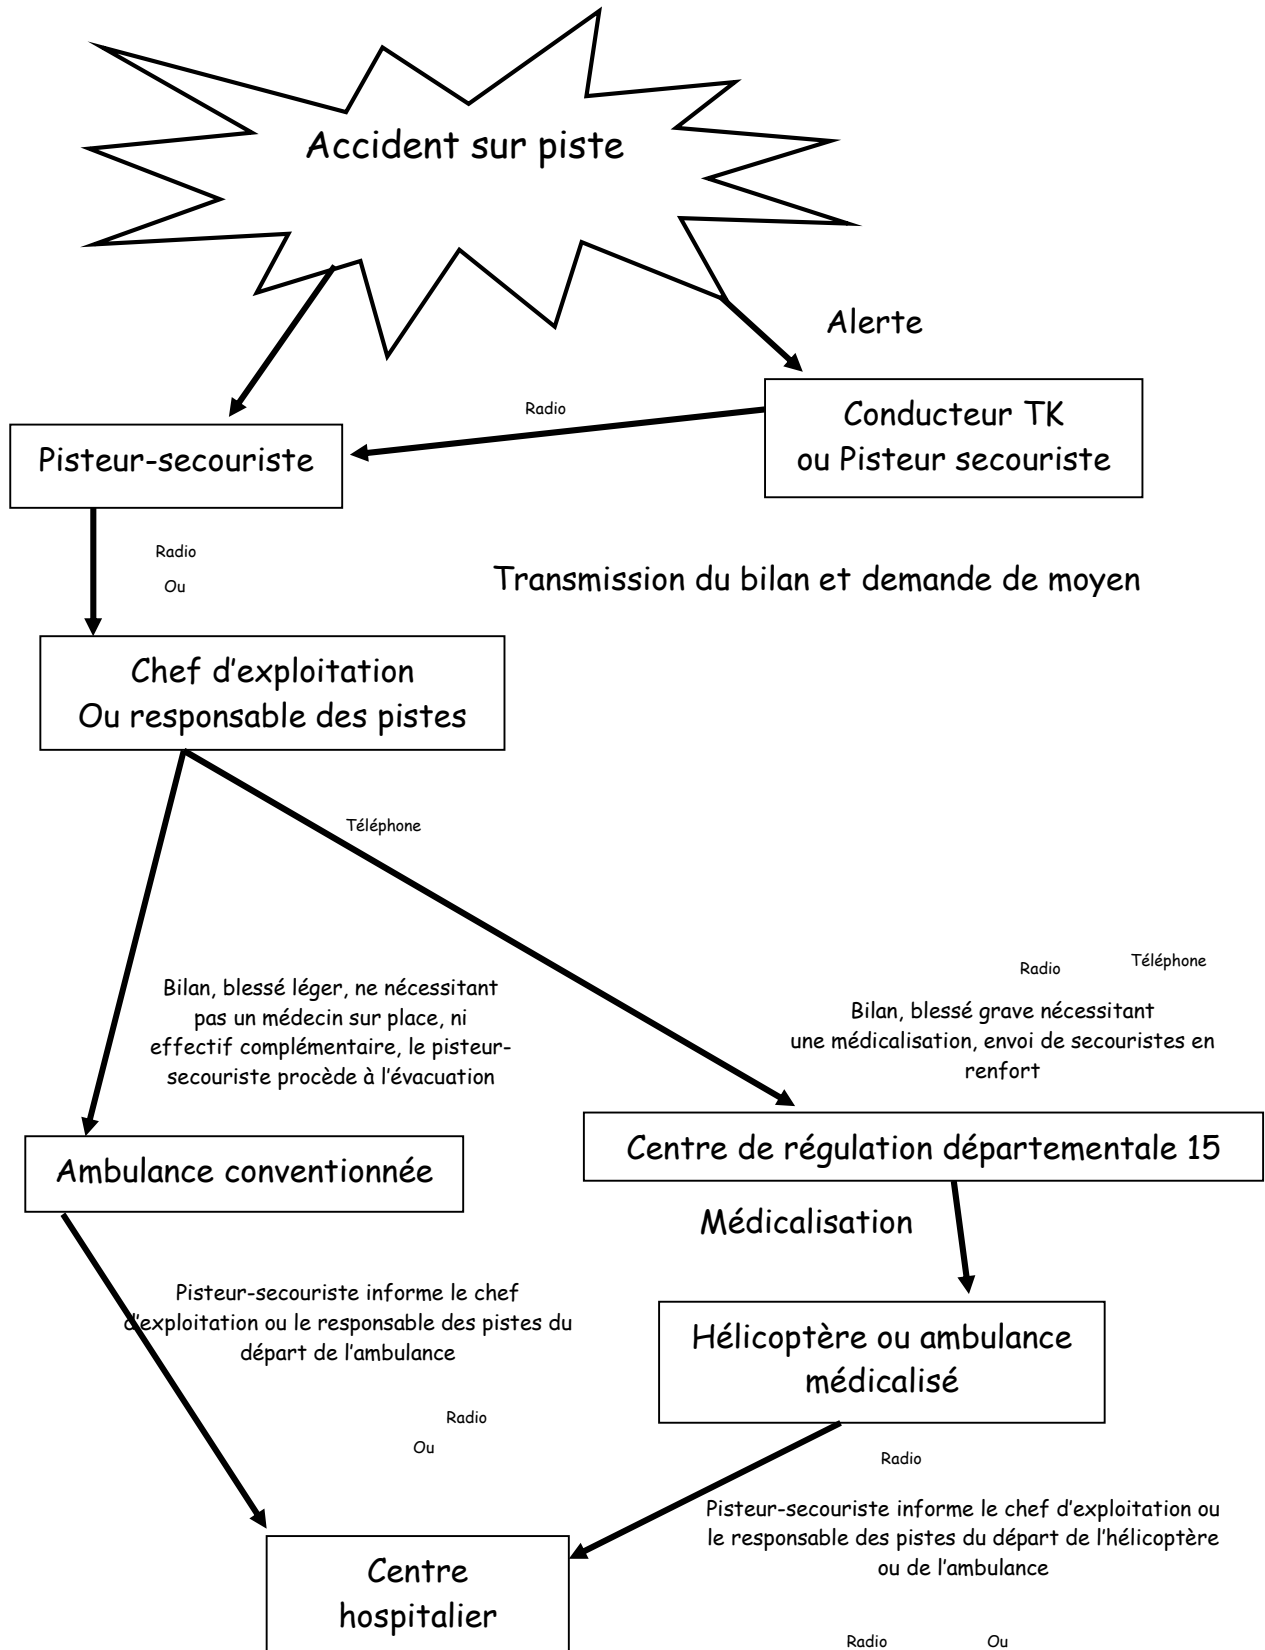 Accident sur piste
Alerte
Radio
Conducteur TK
ou Pisteur secouriste
Pisteur-secouriste
Radio
Ou
Transmission du bilan et demande de moyen
Chef d'exploitation
Ou responsable des pistes
Téléphone
Radio
Téléphone
Bilan, blessé léger, ne nécessitant
pas un médecin sur place, ni
effectif complémentaire, le pisteur-
secouriste procède à l'évacuation
Bilan, blessé grave nécessitant
une médicalisation, envoi de secouristes en
renfort
Ambulance conventionnée
Centre de régulation départementale 15
Médicalisation
Pisteur-secouriste informe le chef
d'exploitation ou le responsable des pistes du
départ de l'ambulance
Hélicoptère ou ambulance
médicalisé
Radio
Ou
Radio
Pisteur-secouriste informe le chef d'exploitation ou
le responsable des pistes du départ de l'hélicoptère
ou de l'ambulance
Centre
hospitalier
Radio
Ou